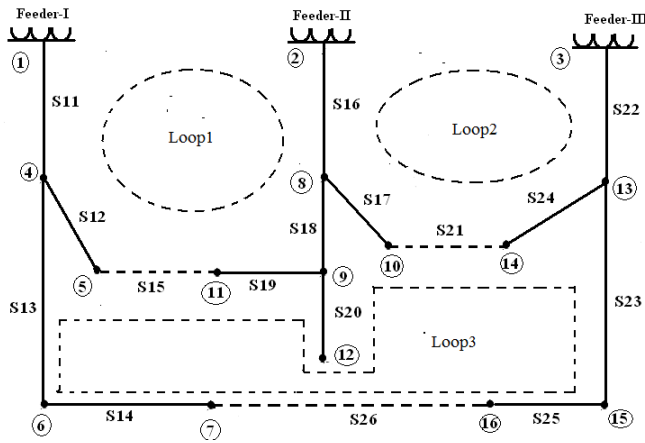 Feeder-I
Feeder-II
Feeder-III
1
2
3
S11
S16
S22
Loop1
Loop2
4
8
13
S12
S17
S24
S18
S21
5
S15
11
S19
9
10
14
S13
S20
S23
12
Loop3
6
S14
7
S26
16
S25
15